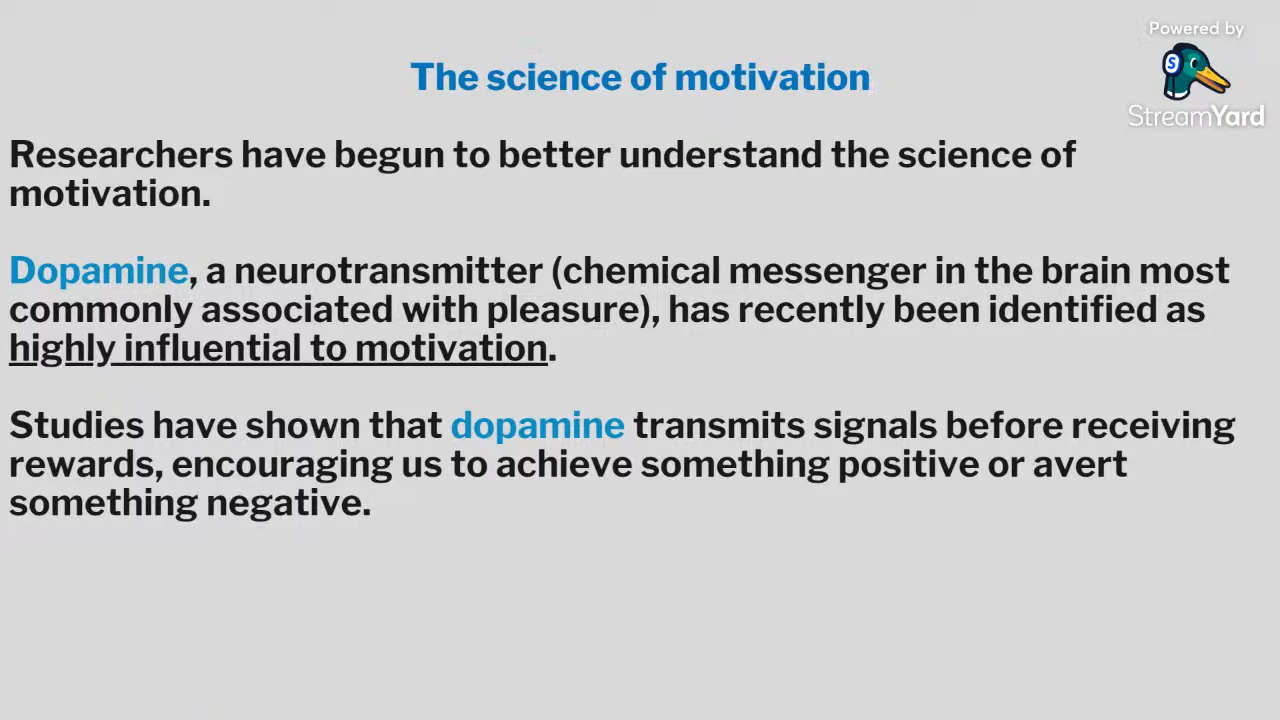 Powered by
S
StreamYard
The science of motivation
Researchers have begun to better understand the science of
motivation.
Dopamine, a neurotransmitter (chemical messenger in the brain most
commonly associated with pleasure), has recently been identified as
highly influential to motivation.
Studies have shown that dopamine transmits signals before receiving
rewards, encouraging us to achieve something positive or avert
something negative.